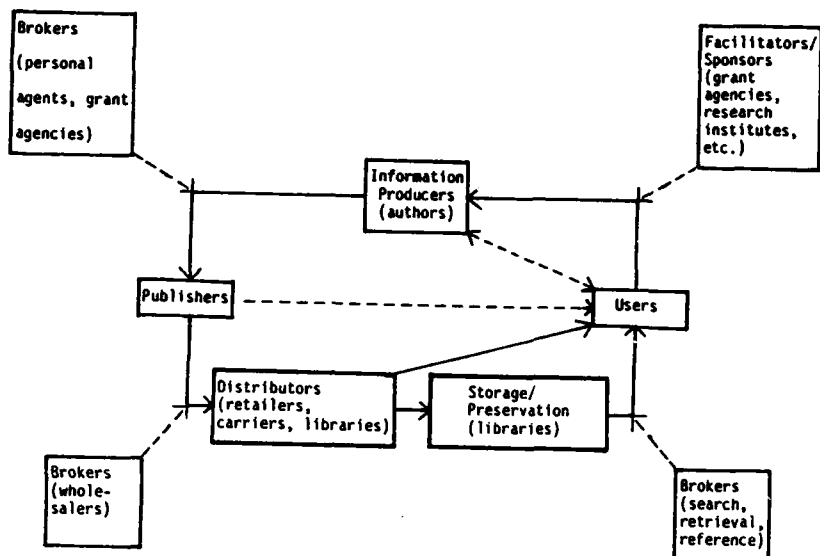 Brokers
(personal
agents, grant
agencies)
Facilitators/
Sponsors
(grant
agencies,
research
institutes,
etc.)
Information
Producers
(authors)
Publishers
Users
Distributors
(retailers,
carriers, libraries)
Storage/
Preservation
(libraries)
Brokers
(whole-
salers)
Brokers
(search,
retrieval,
reference)